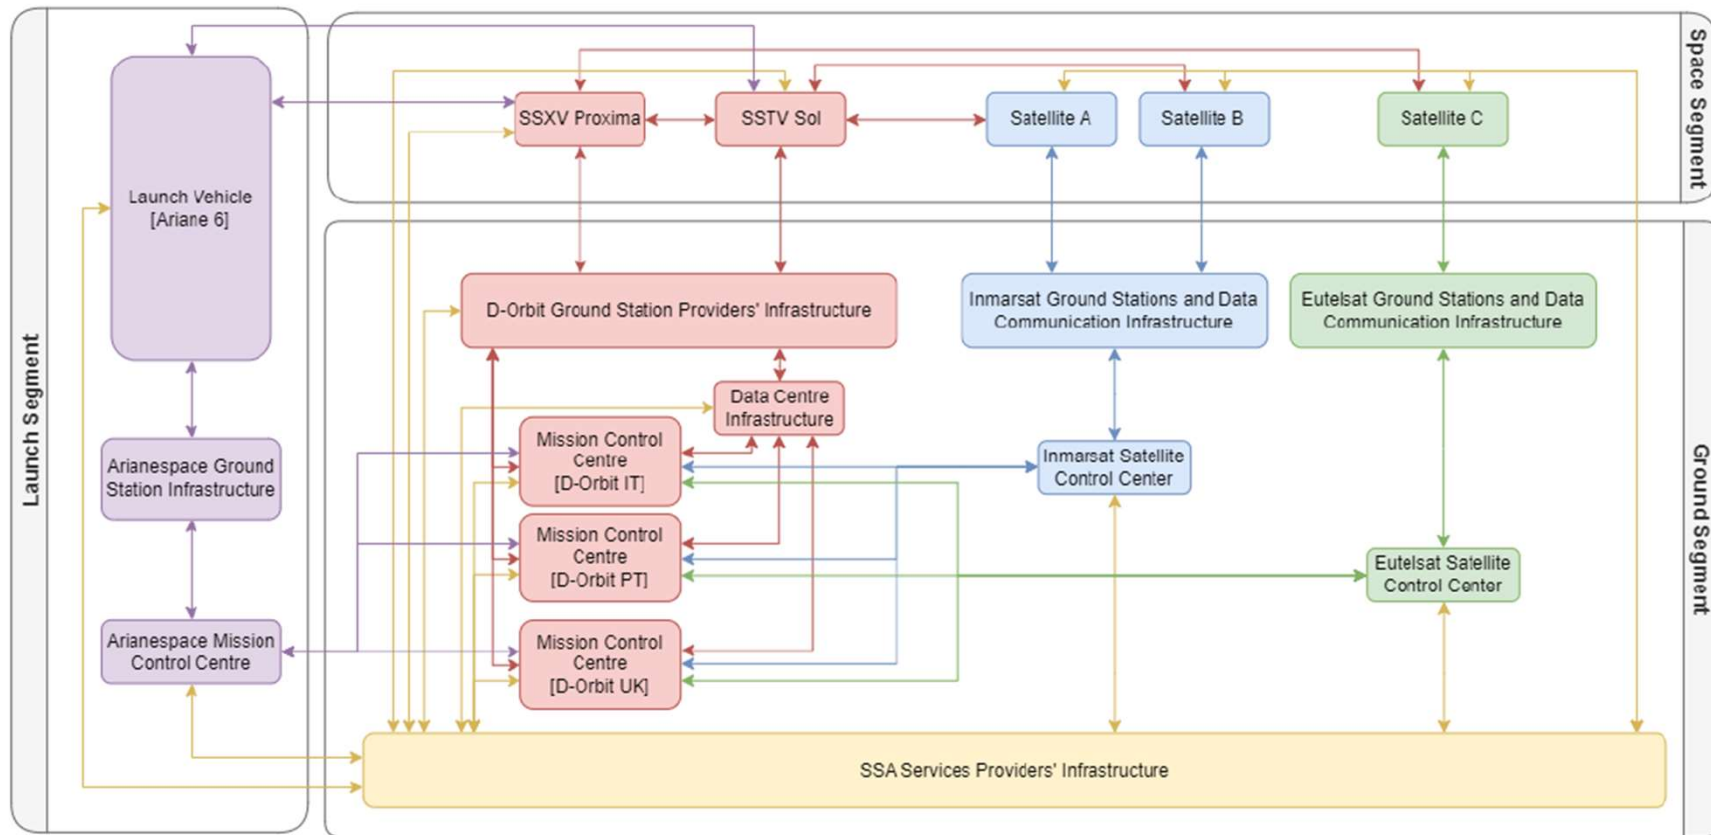 Launch Segment
Launch Vehicle
[Ariane 6]
Arianespace Ground
Station Infrastructure
Arianespace Mission
Control Centre
Space Segment
SSXV Proxima
SSTV Sol
Satellite A
Satellite B
Satellite C
Ground Segment
D-Orbit Ground Station Providers' Infrastructure
Inmarsat Ground Stations and Data
Communication Infrastructure
Eutelsat Ground Stations and Data
Communication Infrastructure
Data Centre
Infrastructure
Mission Control
Centre
[D-Orbit IT]
Mission Control
Centre
[D-Orbit PT]
Mission Control
Centre
[D-Orbit UK]
Inmarsat Satellite
Control Center
Eutelsat Satellite
Control Center
SSA Services Providers' Infrastructure